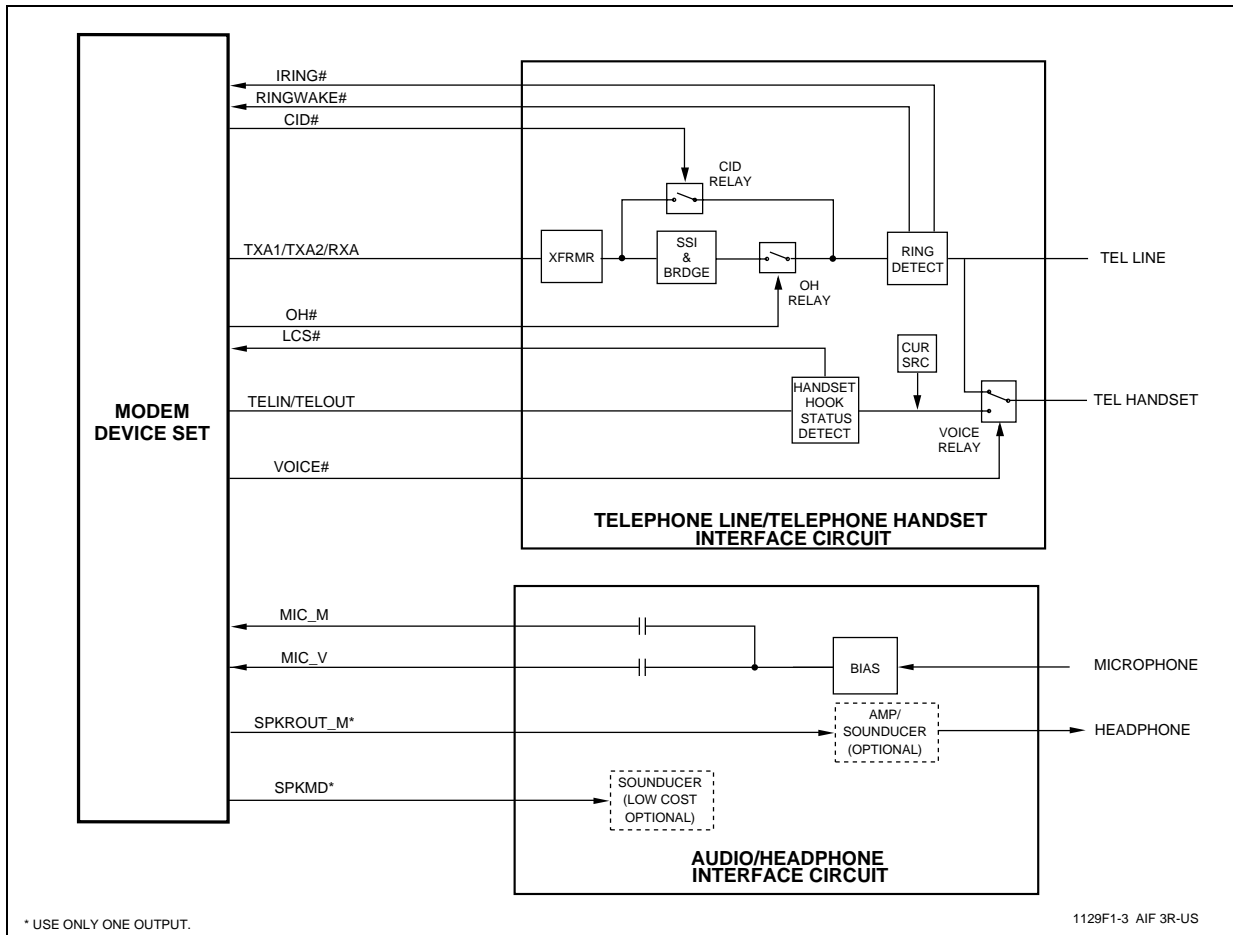 IRING#
RINGWAKE#
CID#
CID
RELAY
TXA1/TXA2/RXA
XFRMR
SSI
&
BRDGE
OH
RELAY
RING
DETECT
TEL LINE
OH#
LCS#
CUR
SRC
MODEM
DEVICE SET
TELIN/TELOUT
HANDSET
HOOK
STATUS
DETECT
VOICE
RELAY
TEL HANDSET
VOICE#
TELEPHONE LINE/TELEPHONE HANDSET
INTERFACE CIRCUIT
MIC_M
MIC_V
BIAS
MICROPHONE
SPKROUT_M*
AMP/
SOUNDUCER
(OPTIONAL)
HEADPHONE
SPKMD*
SOUNDUCER
(LOW COST
OPTIONAL)
AUDIO/HEADPHONE
INTERFACE CIRCUIT
* USE ONLY ONE OUTPUT.
1129F1-3 AIF 3R-US